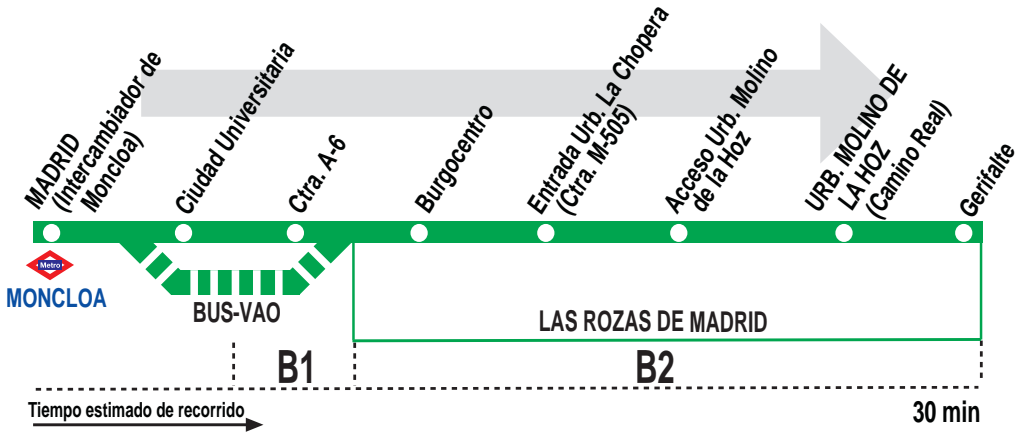 MADRID
(Intercambiador de
Moncloa)
Ciudad Universitaria
Ctra. A-6
Burgocentro
Entrada Urb. La Chopera
(Ctra. M-505)
Acceso Urb. Molino
de la Hoz
URB. MOLINO DE
LA HOZ
(Camino Real)
Gerifalte
Metro
MONCLOA
BUS-VAO
LAS ROZAS DE MADRID
B1
B2
Tiempo estimado de recorrido
30 min